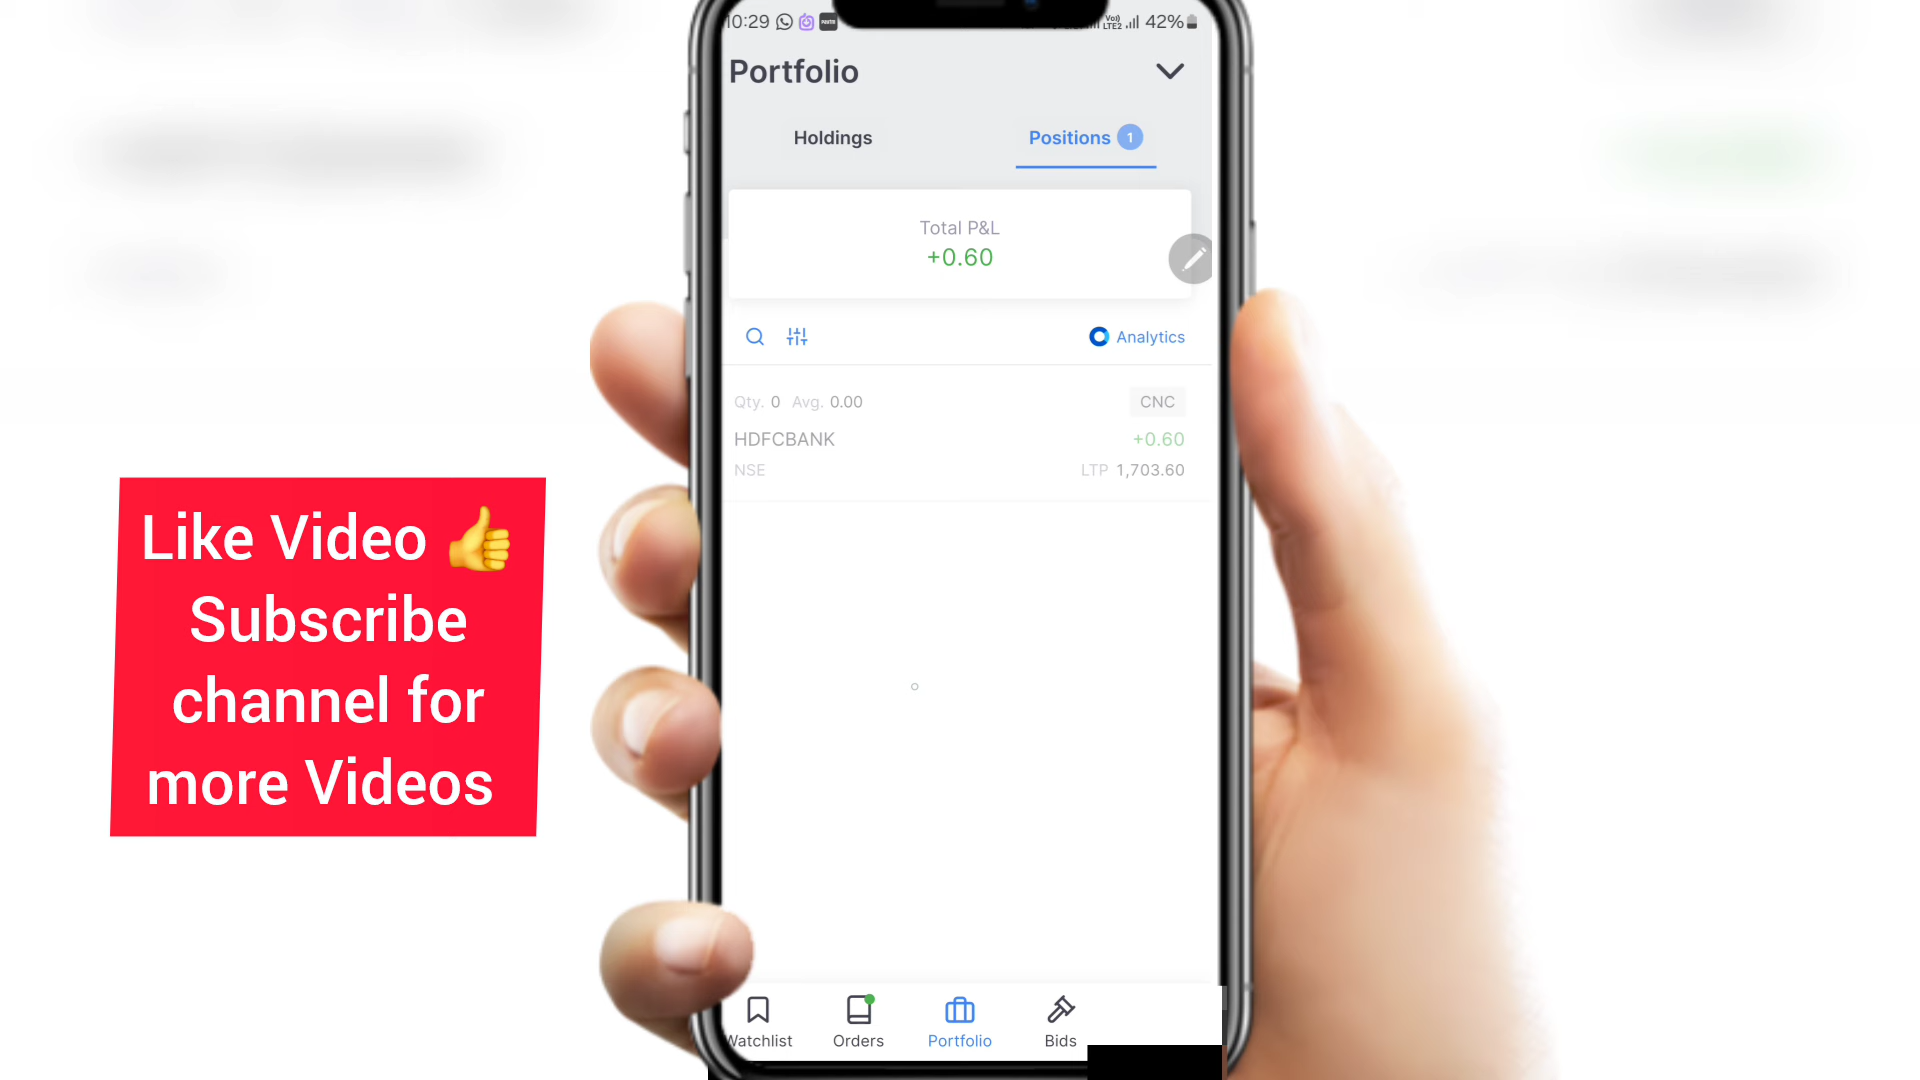 10:29 42%
Portfolio
Holdings Positions 1
Total P&L
+0.60
Analytics
Qty. 0 Avg. 0.00 CNC
HDFCBANK +0.60
NSE LTP 1,703.60
Like Video 👍
Subscribe
channel for
more Videos
Watchlist Orders Portfolio Bids